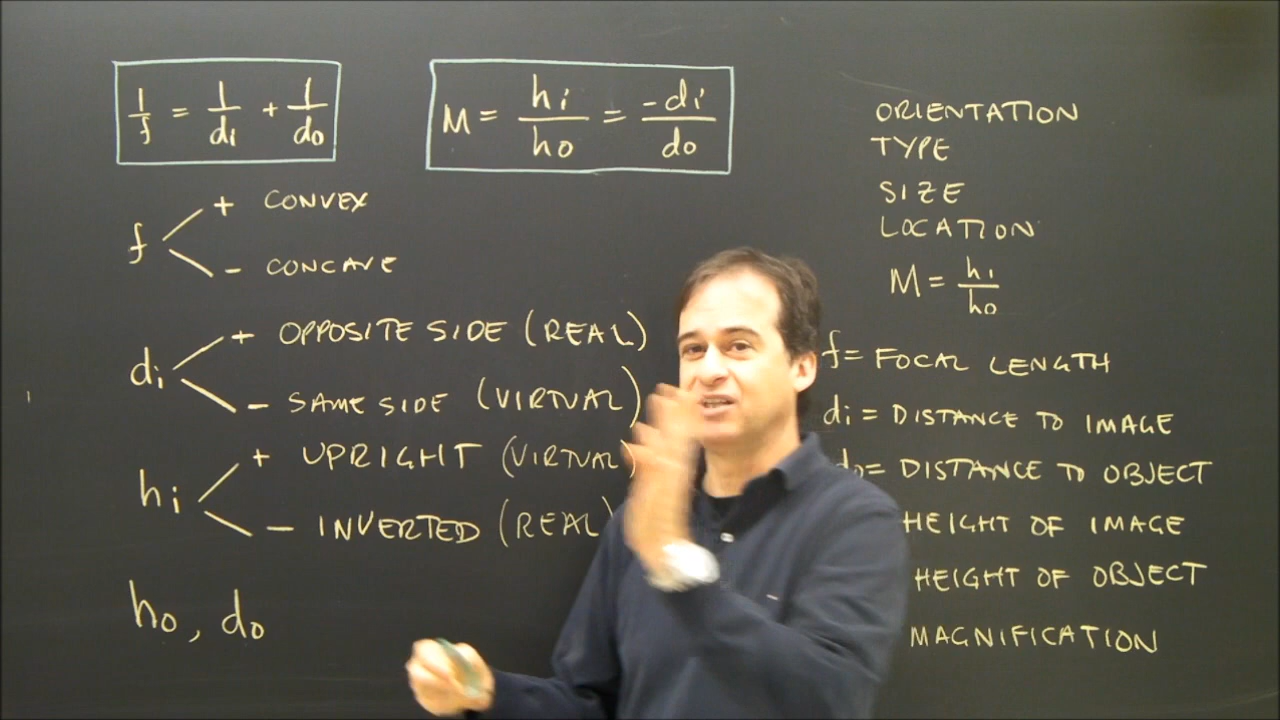 1/f = 1/di + 1/do
M = hi/ho = -di/do
f
+ CONVEX
- CONCAVE
di
+ OPPOSITE SIDE (REAL)
- SAME SIDE (VIRTUAL)
hi
+ UPRIGHT (VIRTUAL)
- INVERTED (REAL)
ho, do
ORIENTATION
TYPE
SIZE
LOCATION
M = hi/ho
f = FOCAL LENGTH
di = DISTANCE TO IMAGE
do = DISTANCE TO OBJECT
HEIGHT OF IMAGE
HEIGHT OF OBJECT
MAGNIFICATION